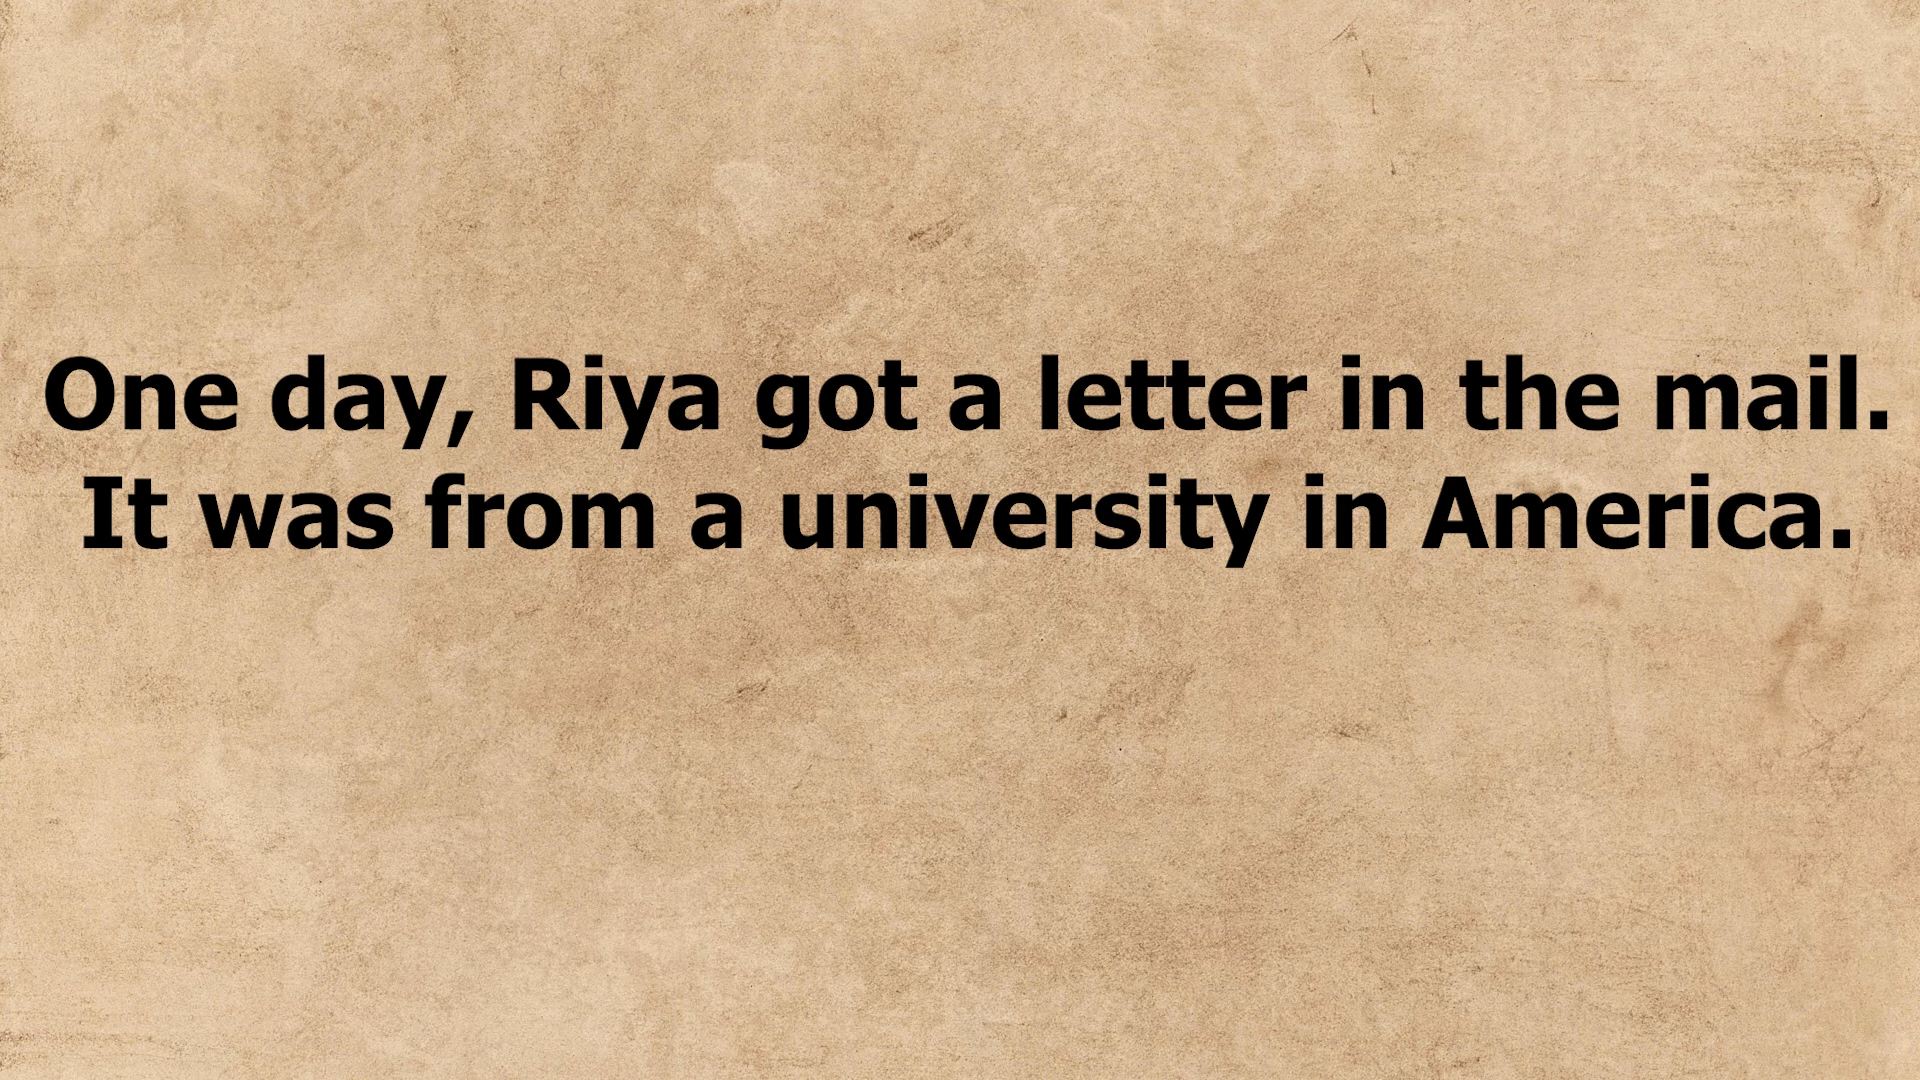 One day, Riya got a letter in the mail.
It was from a university in America.